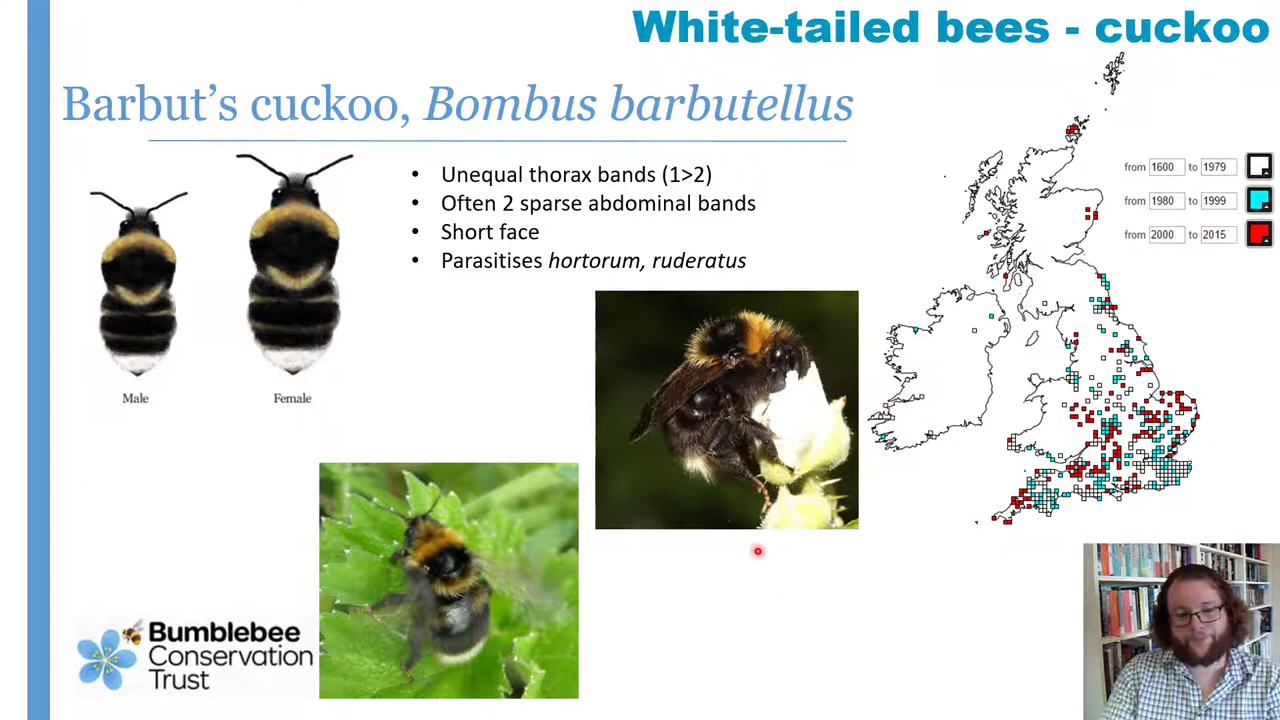 White-tailed bees - cuckoo
Barbut's cuckoo, Bombus barbutellus
• Unequal thorax bands (1>2)
• Often 2 sparse abdominal bands
• Short face
• Parasitises hortorum, ruderatus
from 1600 to 1979
from 1980 to 1999
from 2000 to 2015
Male
Female
Bumblebee
Conservation
Trust